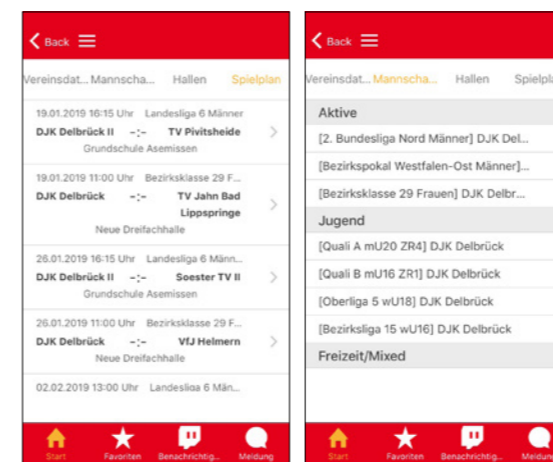 Back
Vereinsdat... Mannscha... Hallen Spielplan
19.01.2019 16:15 Uhr Landesliga 6 Männer
DJK Delbrück II -:- TV Pivitsheide
Grundschule Asemissen
19.01.2019 11:00 Uhr Bezirksklasse 29 F...
DJK Delbrück -:- TV Jahn Bad
Lippspringe
Neue Dreifachhalle
26.01.2019 16:15 Uhr Landesliga 6 Männ...
DJK Delbrück II -:- Soester TV II
Grundschule Asemissen
26.01.2019 11:00 Uhr Bezirksklasse 29 F...
DJK Delbrück -:- VfJ Helmern
Neue Dreifachhalle
02.02.2019 13:00 Uhr Landesliga 6 Män...
Start Favoriten Benachrichtig... Meldung
Back
Vereinsdat... Mannscha... Hallen Spielpla
Aktive
[2. Bundesliga Nord Männer] DJK Del...
[Bezirkspokal Westfalen-Ost Männer]...
[Bezirksklasse 29 Frauen] DJK Delbr...
Jugend
[Quali A mU20 ZR4] DJK Delbrück
[Quali B mU16 ZR1] DJK Delbrück
[Oberliga 5 wU18] DJK Delbrück
[Bezirksliga 15 wU16] DJK Delbrück
Freizeit/Mixed
Start Favoriten Benachrichtig... Meldung